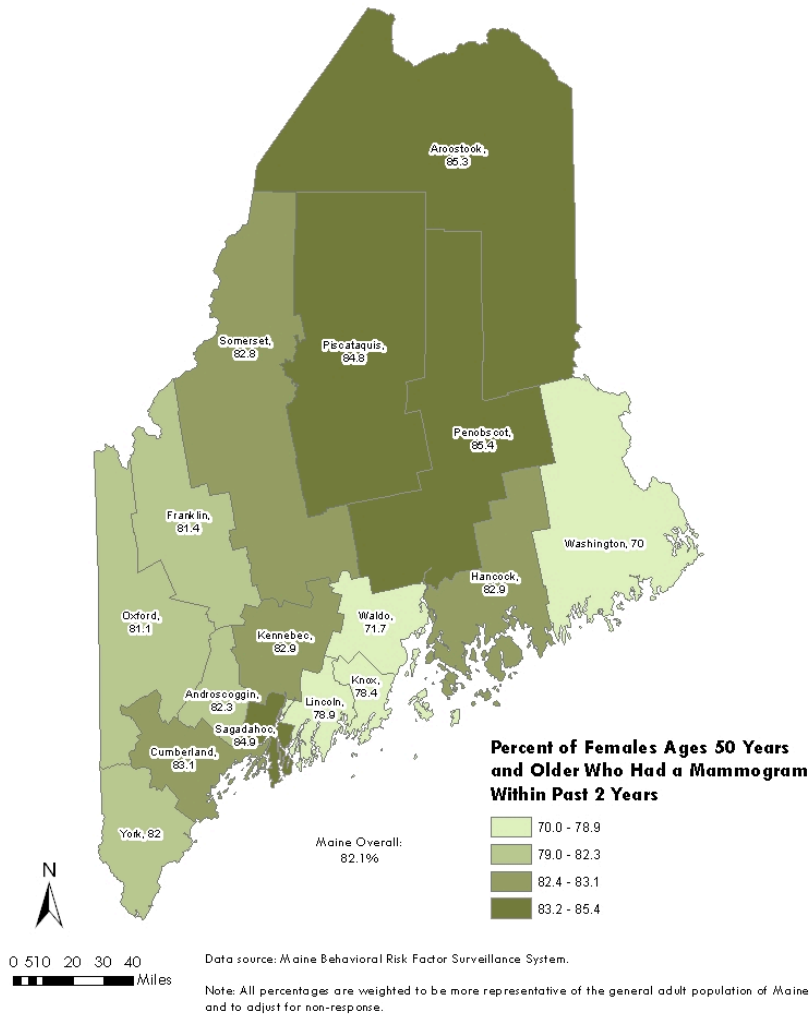 Aroostook,
85.3
Somerset,
82.8
Piscataquis,
84.8
Penobscot,
85.4
Franklin,
81.4
Washington, 70
Hancock,
82.9
Oxford,
81.1
Waldo,
71.7
Kennebec,
82.9
Knox,
78.4
Androscoggin,
82.3
Lincoln,
78.9
Sagadahoc,
84.9
Cumberland,
83.1
York, 82
Percent of Females Ages 50 Years
and Older Who Had a Mammogram
Within Past 2 Years
70.0 - 78.9
79.0 - 82.3
82.4 - 83.1
83.2 - 85.4
Maine Overall:
82.1%
N
0 510 20 30 40
Miles
Data source: Maine Behavioral Risk Factor Surveillance System.
Note: All percentages are weighted to be more representative of the general adult population of Maine
and to adjust for non-response.